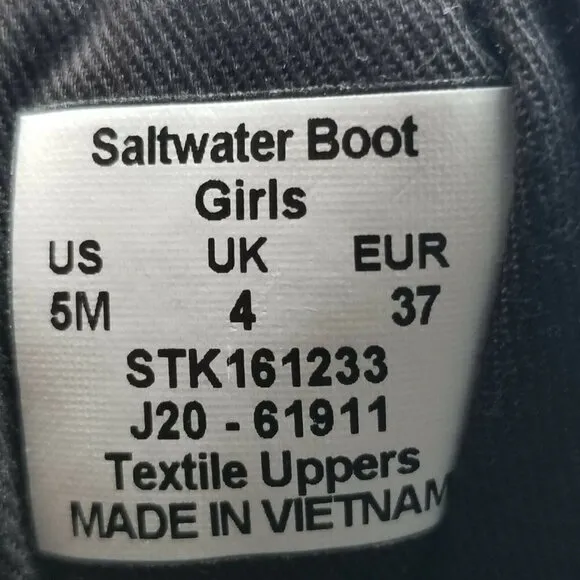 Saltwater Boot
Girls
US UK EUR
5M 4 37
STK161233
J20 - 61911
Textile Uppers
MADE IN VIETNAM